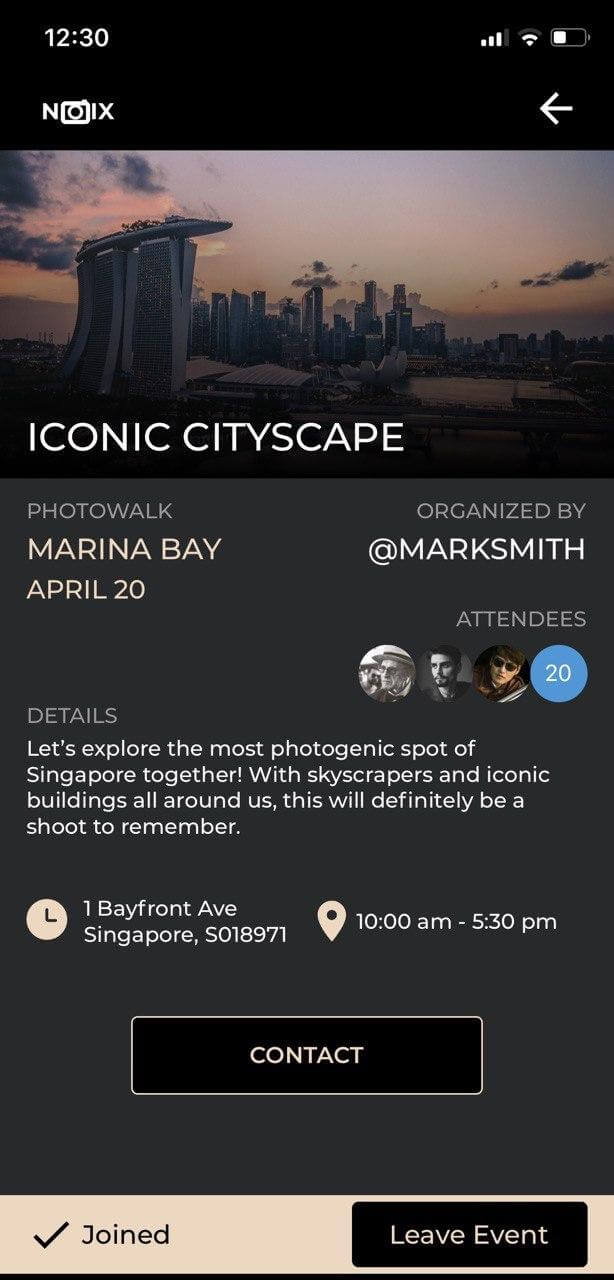 12:30
NOIX
ICONIC CITYSCAPE
PHOTOWALK
MARINA BAY
APRIL 20
ORGANIZED BY
@MARKSMITH
ATTENDEES
20
DETAILS
Let’s explore the most photogenic spot of
Singapore together! With skyscrapers and iconic
buildings all around us, this will definitely be a
shoot to remember.
1 Bayfront Ave
Singapore, S018971
10:00 am - 5:30 pm
CONTACT
Joined
Leave Event